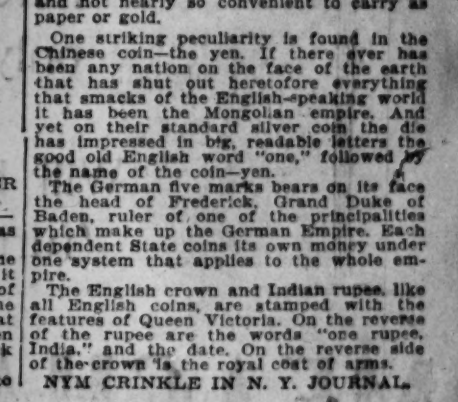 and not nearly so convenient to carry as
paper or gold.
One striking peculiarity is found in the
Chinese coin—the yen. If there ever has
been any nation on the face of the earth
that has shut out heretofore everything
that smacks of the English-speaking world
it has been the Mongolian empire. And
yet on their standard silver coin the die
has impressed in big, readable letters the
good old English word "one," followed by
the name of the coin—yen.
The German five marks bears on its face
the head of Frederick, Grand Duke of
Baden, ruler of one of the principalities
which make up the German Empire. Each
dependent State coins its own money under
one system that applies to the whole em-
pire.
The English crown and Indian rupee, like
all English coins, are stamped with the
features of Queen Victoria. On the reverse
of the rupee are the words "one rupee,
India," and the date. On the reverse side
of the crown is the royal coat of arms.
NYM CRINKLE IN N. Y. JOURNAL.